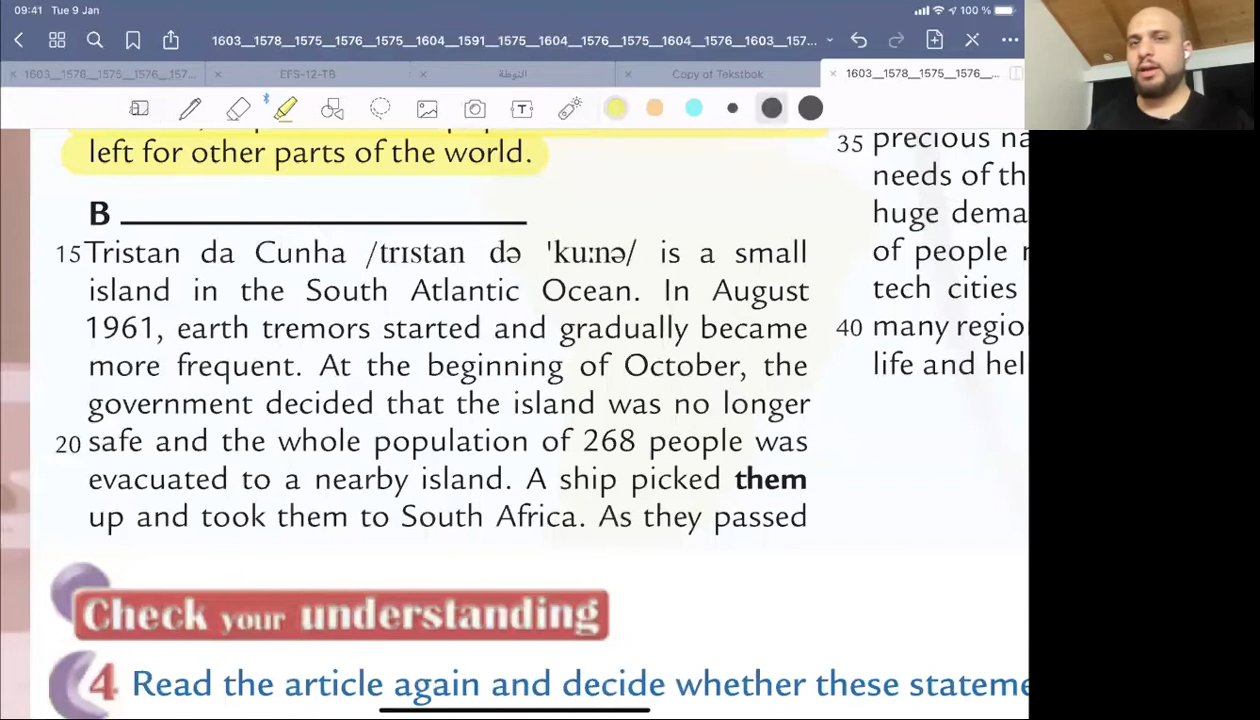 09:41 Tue 9 Jan
100 %
1603__1578__1575__1576__1575__1604__1591__1575__1604__1576__1575__1604__1576__1603__157...
1603__1578__1575__1576__157...
EFS-12-TB
النوطة
Copy of Tekstbok
1603__1578__1575__1576__...
left for other parts of the world.
B
15 Tristan da Cunha /trɪstan də 'ku:nə/ is a small
island in the South Atlantic Ocean. In August
1961, earth tremors started and gradually became
more frequent. At the beginning of October, the
government decided that the island was no longer
20 safe and the whole population of 268 people was
evacuated to a nearby island. A ship picked them
up and took them to South Africa. As they passed
35 precious na
needs of th
huge dema
of people
tech cities
40 many regio
life and hel
Check your understanding
4 Read the article again and decide whether these stateme